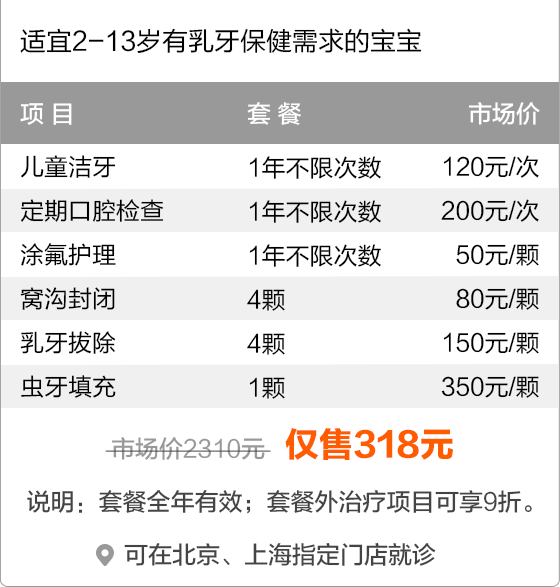 适宜2-13岁有乳牙保健需求的宝宝
项目 套餐 市场价
儿童洁牙 1年不限次数 120元/次
定期口腔检查 1年不限次数 200元/次
涂氟护理 1年不限次数 50元/颗
窝沟封闭 4颗 80元/颗
乳牙拔除 4颗 150元/颗
虫牙填充 1颗 350元/颗
市场价2310元 仅售318元
说明：套餐全年有效；套餐外治疗项目可享9折。
可在北京、上海指定门店就诊